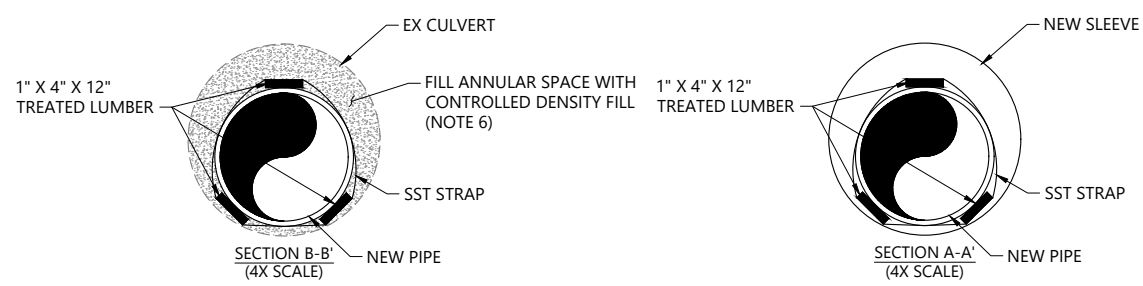 EX CULVERT
1" X 4" X 12"
TREATED LUMBER
FILL ANNULAR SPACE WITH
CONTROLLED DENSITY FILL
(NOTE 6)
SST STRAP
NEW PIPE
SECTION B-B'
(4X SCALE)
NEW SLEEVE
1" X 4" X 12"
TREATED LUMBER
SST STRAP
NEW PIPE
SECTION A-A'
(4X SCALE)